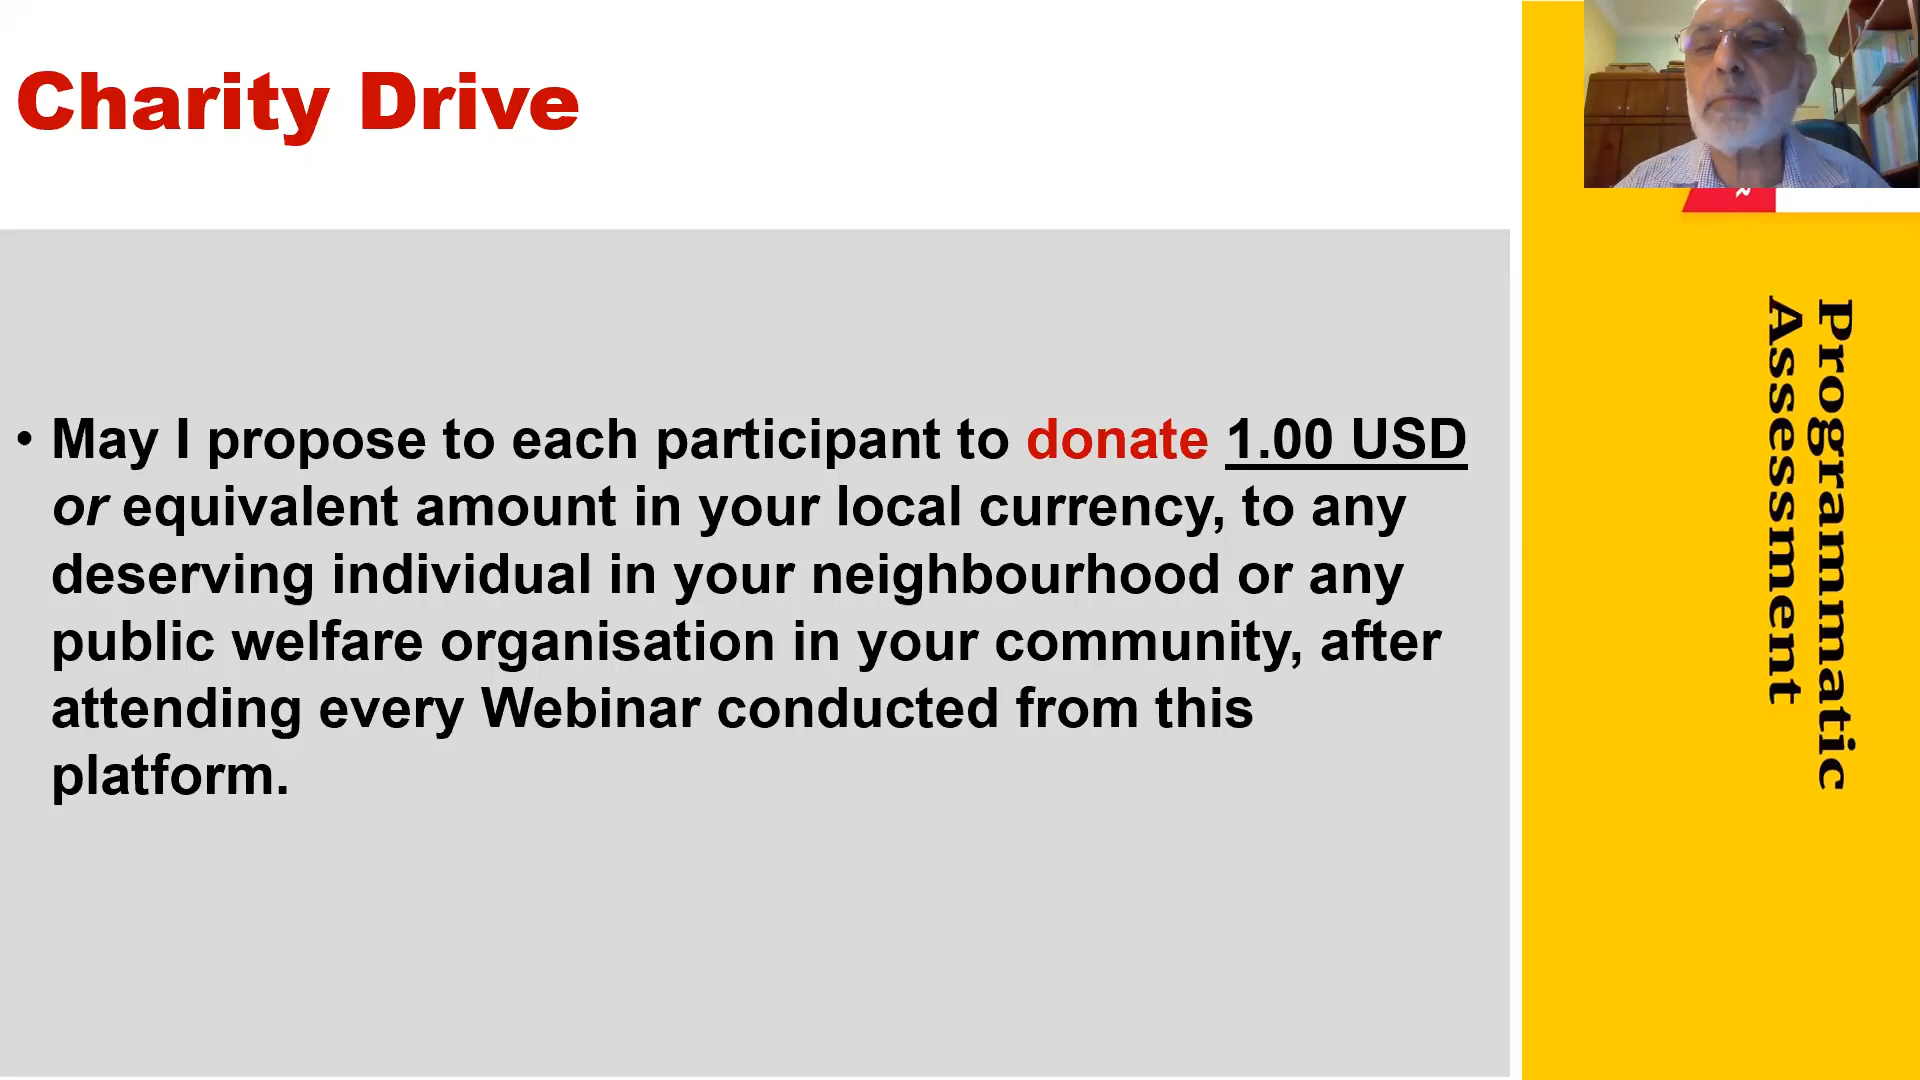 Charity Drive
• May I propose to each participant to donate 1.00 USD
or equivalent amount in your local currency, to any
deserving individual in your neighbourhood or any
public welfare organisation in your community, after
attending every Webinar conducted from this
platform.
Programmatic
Assessment